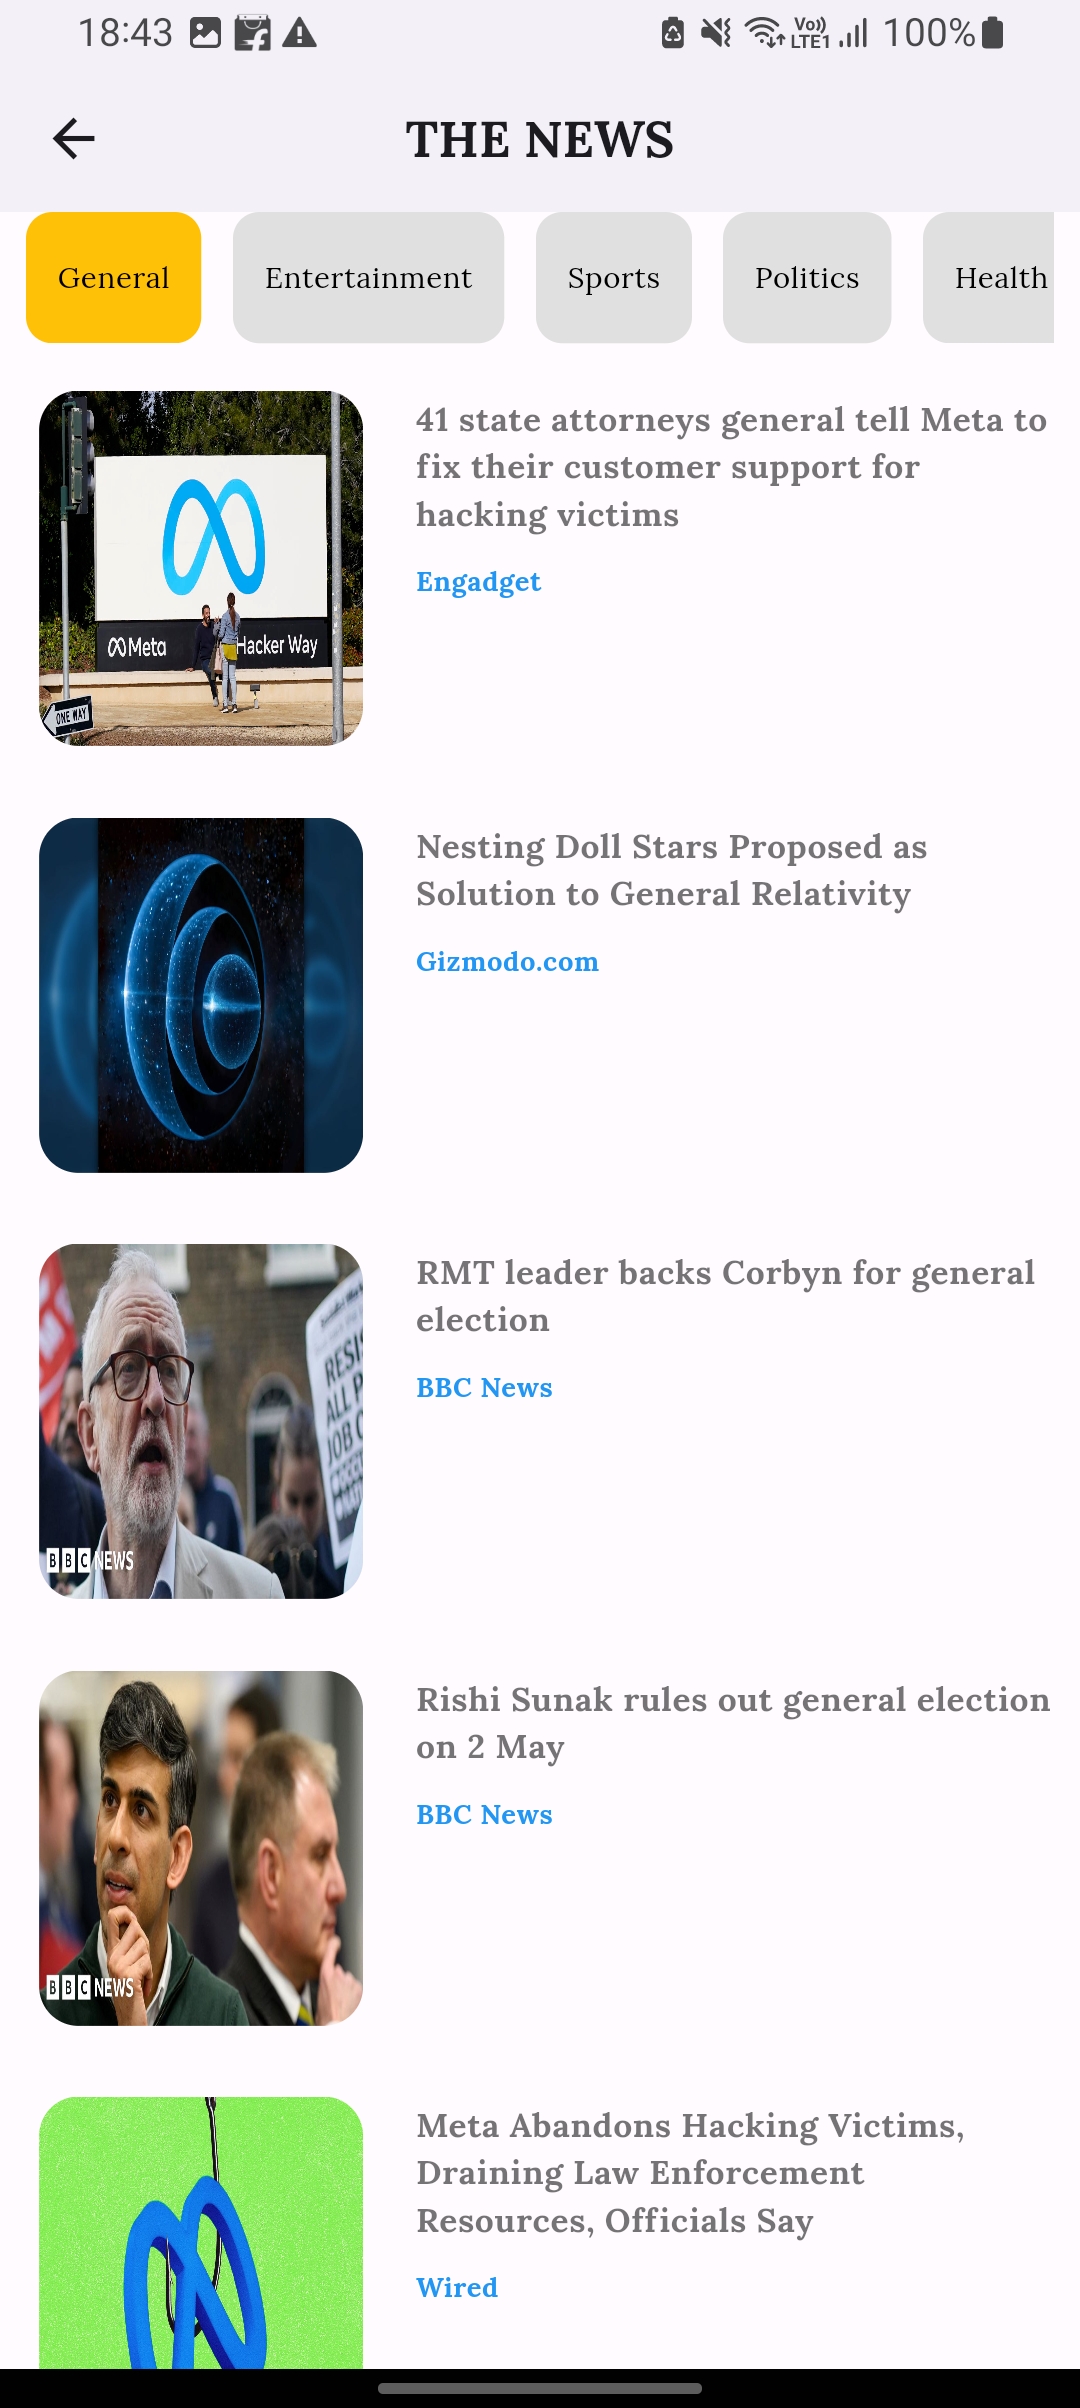 18:43
Vo))
LTE1
100%
THE NEWS
General
Entertainment
Sports
Politics
Health
41 state attorneys general tell Meta to
fix their customer support for
hacking victims
Engadget
Meta
Hacker Way
ONE WAY
Nesting Doll Stars Proposed as
Solution to General Relativity
Gizmodo.com
RMT leader backs Corbyn for general
election
BBC News
ALL
JOB
BBC NEWS
Rishi Sunak rules out general election
on 2 May
BBC News
BBC NEWS
Meta Abandons Hacking Victims,
Draining Law Enforcement
Resources, Officials Say
Wired